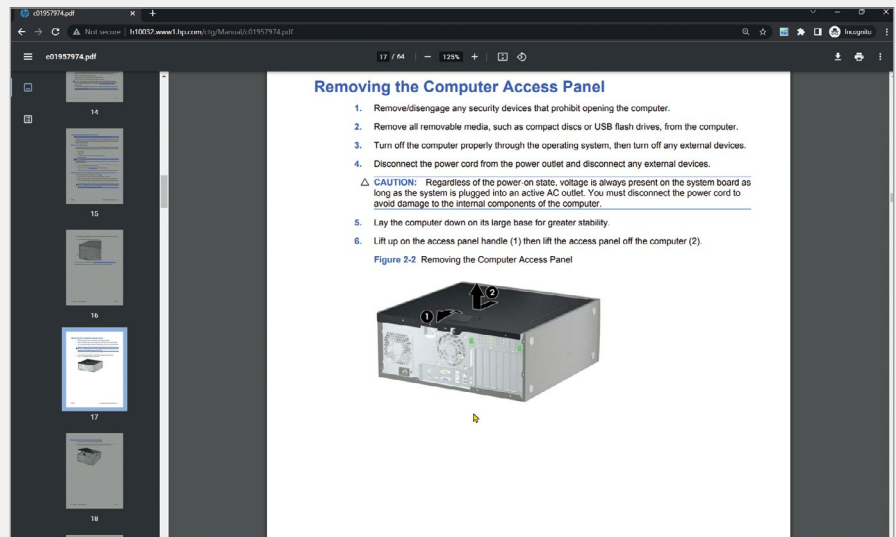 c01957974.pdf
Not secure | h10032.www1.hp.com/ctg/Manual/c01957974.pdf
Incognito
c01957974.pdf
17 / 64
125%
14
15
16
17
18
Removing the Computer Access Panel
1. Remove/disengage any security devices that prohibit opening the computer.
2. Remove all removable media, such as compact discs or USB flash drives, from the computer.
3. Turn off the computer properly through the operating system, then turn off any external devices.
4. Disconnect the power cord from the power outlet and disconnect any external devices.
CAUTION: Regardless of the power-on state, voltage is always present on the system board as
long as the system is plugged into an active AC outlet. You must disconnect the power cord to
avoid damage to the internal components of the computer.
5. Lay the computer down on its large base for greater stability.
6. Lift up on the access panel handle (1) then lift the access panel off the computer (2).
Figure 2-2 Removing the Computer Access Panel
2
1